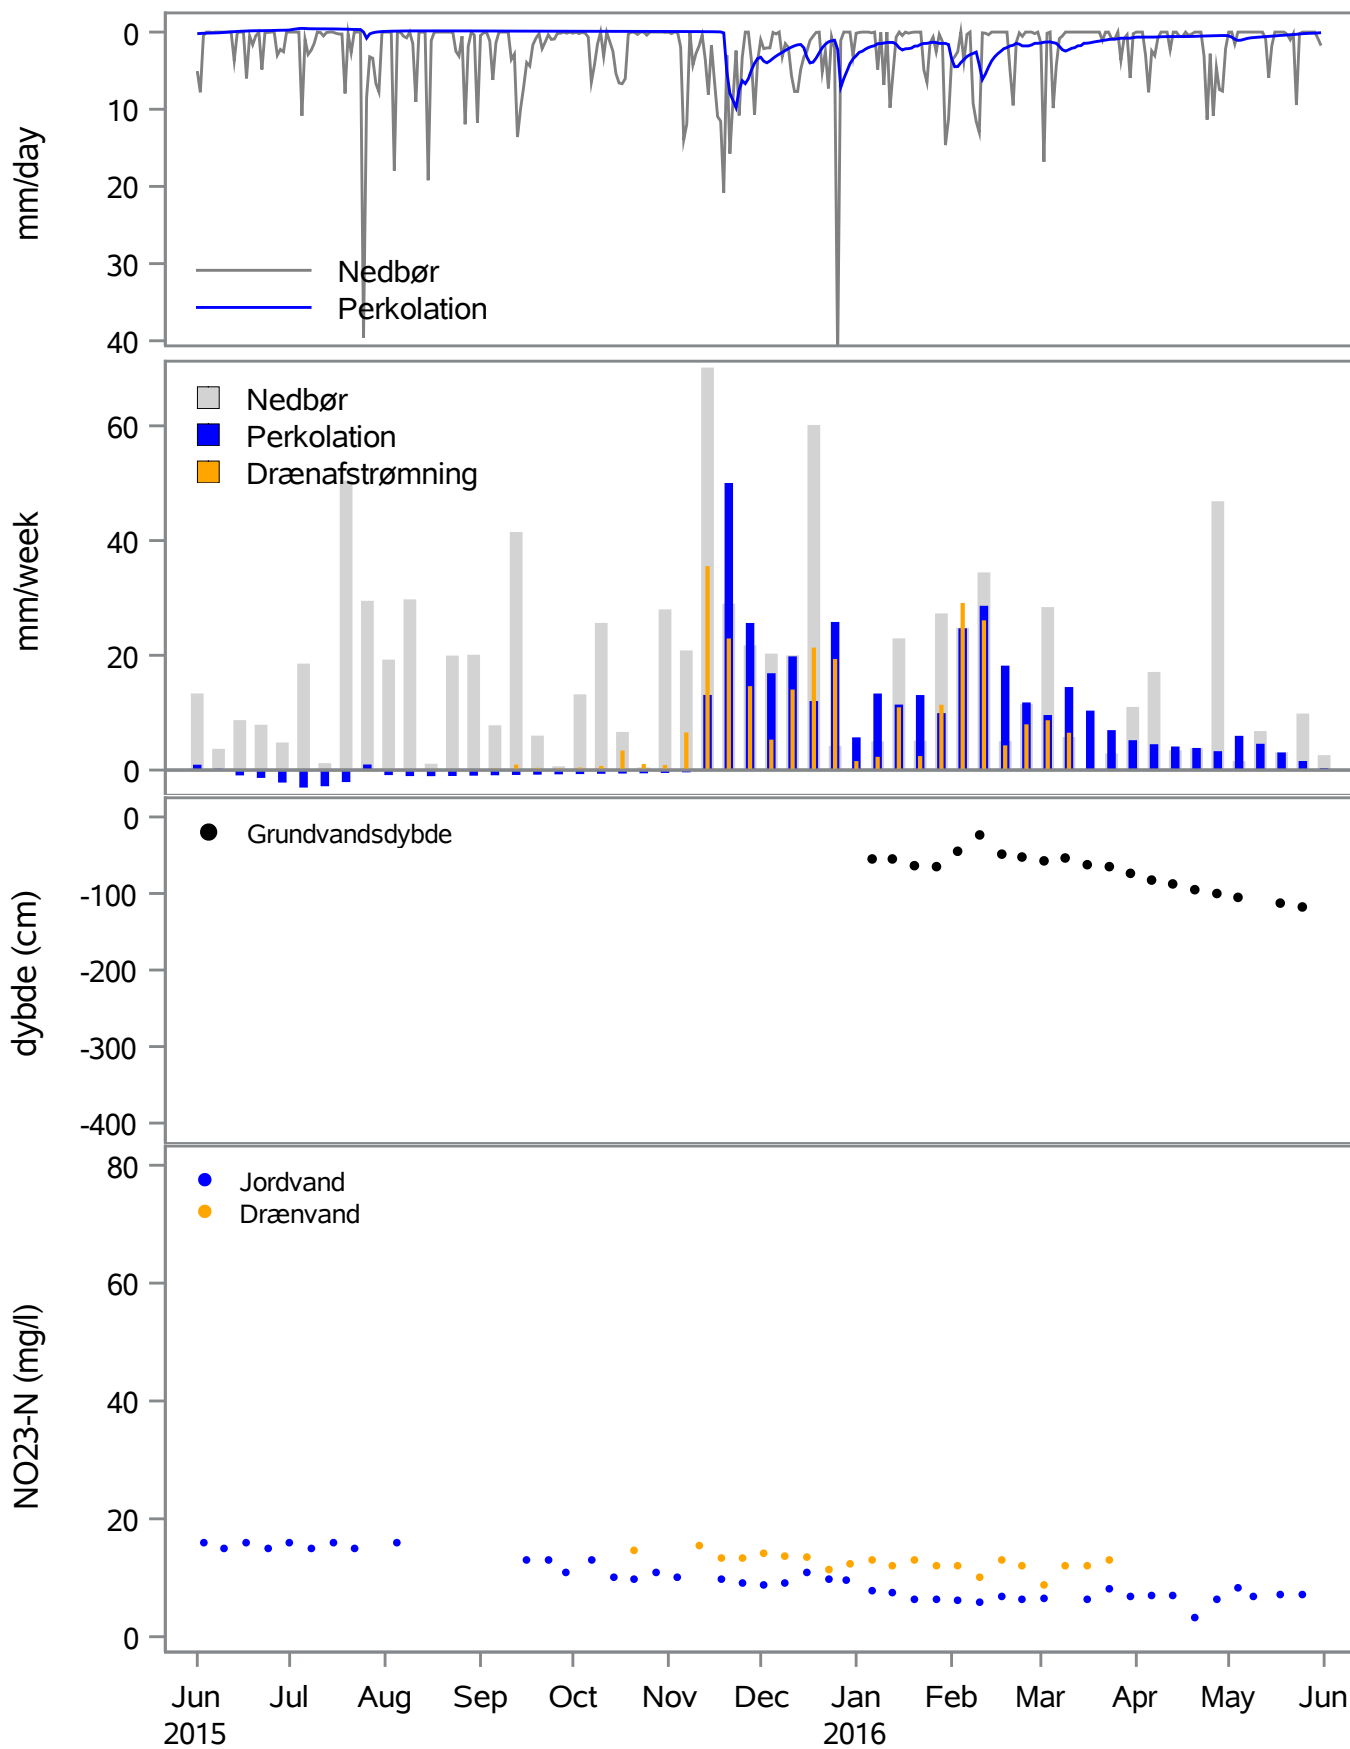 0
10
20
30
40
mm/day
Nedbør
Perkolation
60
40
20
0
mm/week
Nedbør
Perkolation
Drænafstrømning
0
-100
-200
-300
-400
dybde (cm)
Grundvandsdybde
80
60
40
20
0
NO23-N (mg/l)
Jordvand
Drænvand
Jun Jul Aug Sep Oct Nov Dec Jan Feb Mar Apr May Jun
2015 2016